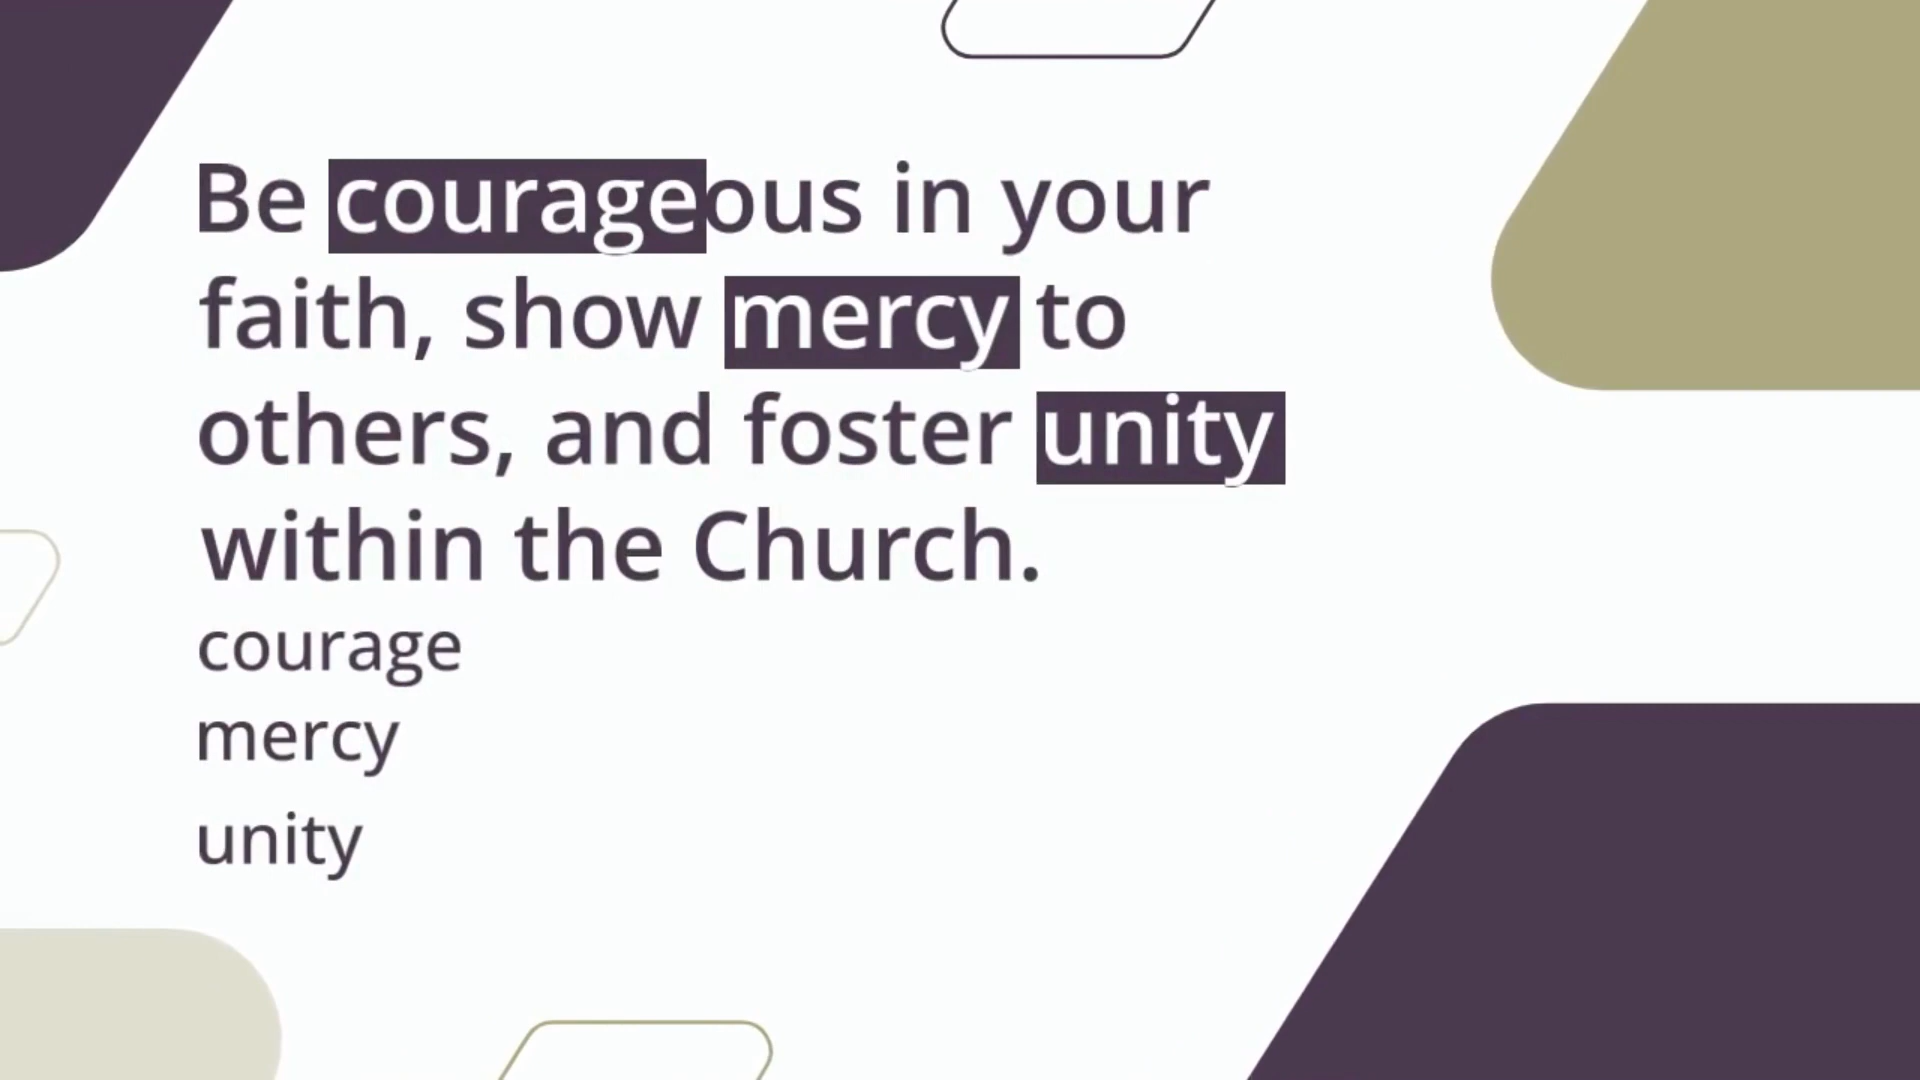 Be courageous in your
faith, show mercy to
others, and foster unity
within the Church.
courage
mercy
unity